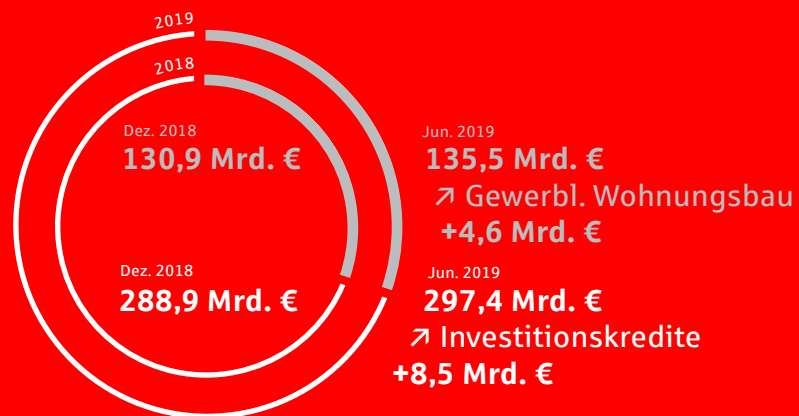 2019
2018
Dez. 2018
130,9 Mrd. €
Jun. 2019
135,5 Mrd. €
↗ Gewerbl. Wohnungsbau
+4,6 Mrd. €
Dez. 2018
288,9 Mrd. €
Jun. 2019
297,4 Mrd. €
↗ Investitionskredite
+8,5 Mrd. €